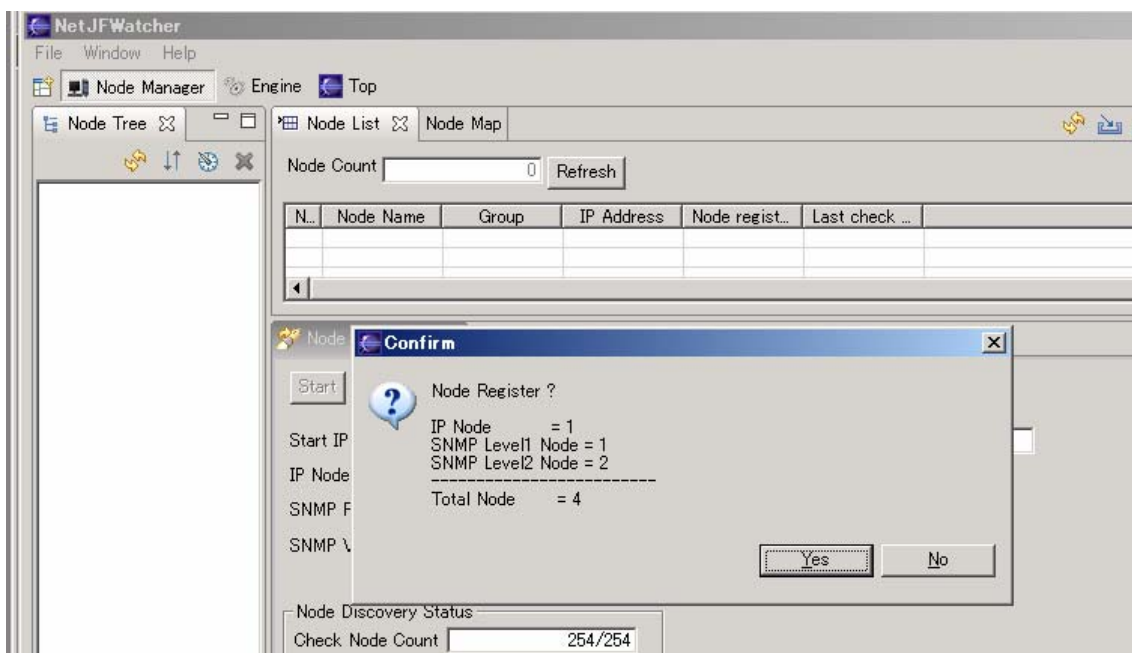 NetJFWatcher
File Window Help
Node Manager Engine Top
Node Tree Node List Node Map
Node Count 0 Refresh
N... Node Name Group IP Address Node regist... Last check ...
Node
Confirm
Start
Node Register ?
IP Node = 1
SNMP Level1 Node = 1
SNMP Level2 Node = 2
--------------------------
Total Node = 4
Start IP
IP Node
SNMP
SNMP
Yes No
Node Discovery Status
Check Node Count 254/254